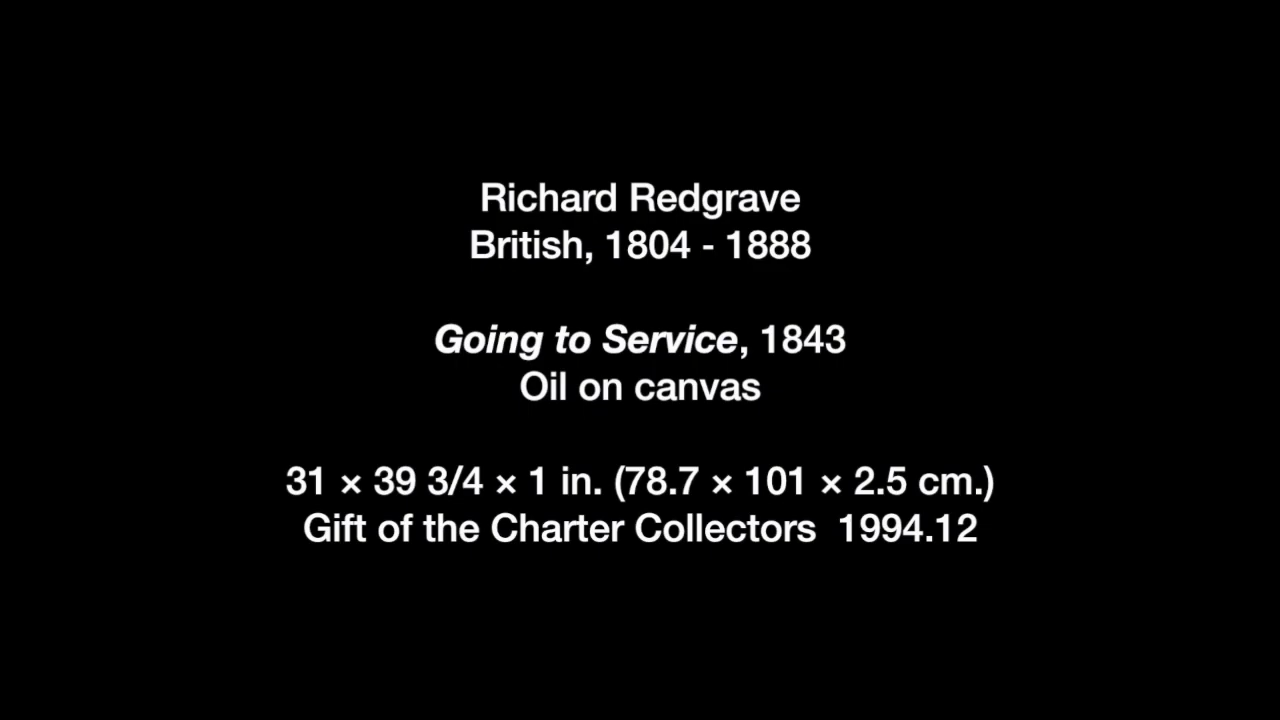 Richard Redgrave
British, 1804 - 1888
Going to Service, 1843
Oil on canvas
31 × 39 3/4 × 1 in. (78.7 × 101 × 2.5 cm.)
Gift of the Charter Collectors  1994.12